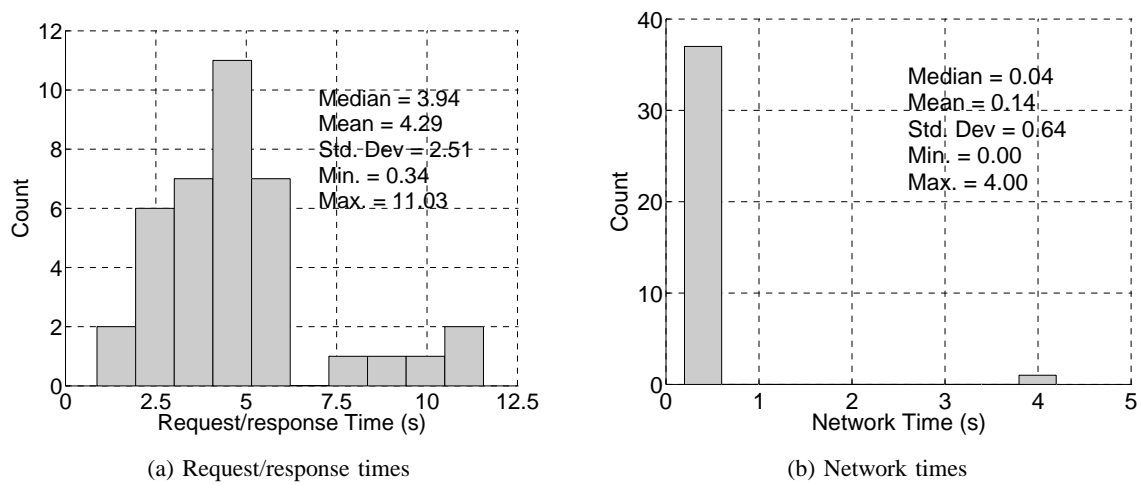 12
10
8
6
4
2
0
Count
Median = 3.94
Mean = 4.29
Std. Dev = 2.51
Min. = 0.34
Max. = 11.03
0 2.5 5 7.5 10 12.5
Request/response Time (s)
(a) Request/response times
40
30
20
10
0
Count
Median = 0.04
Mean = 0.14
Std. Dev = 0.64
Min. = 0.00
Max. = 4.00
0 1 2 3 4 5
Network Time (s)
(b) Network times